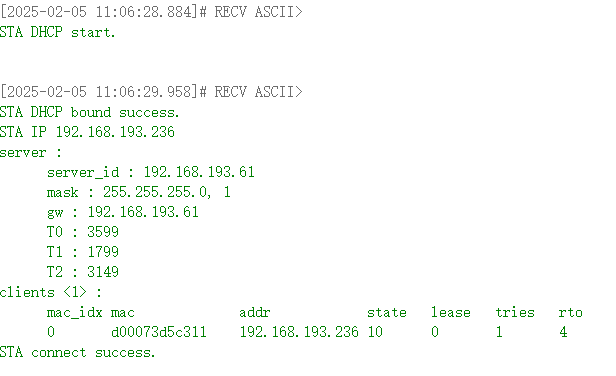 [2025-02-05 11:06:28.884]# RECV ASCII>
STA DHCP start.
[2025-02-05 11:06:29.958]# RECV ASCII>
STA DHCP bound success.
STA IP 192.168.193.236
server :
server_id : 192.168.193.61
mask : 255.255.255.0, 1
gw : 192.168.193.61
T0 : 3599
T1 : 1799
T2 : 3149
clients <1> :
mac_idx mac addr state lease tries rto
0 d00073d5c311 192.168.193.236 10 0 1 4
STA connect success.